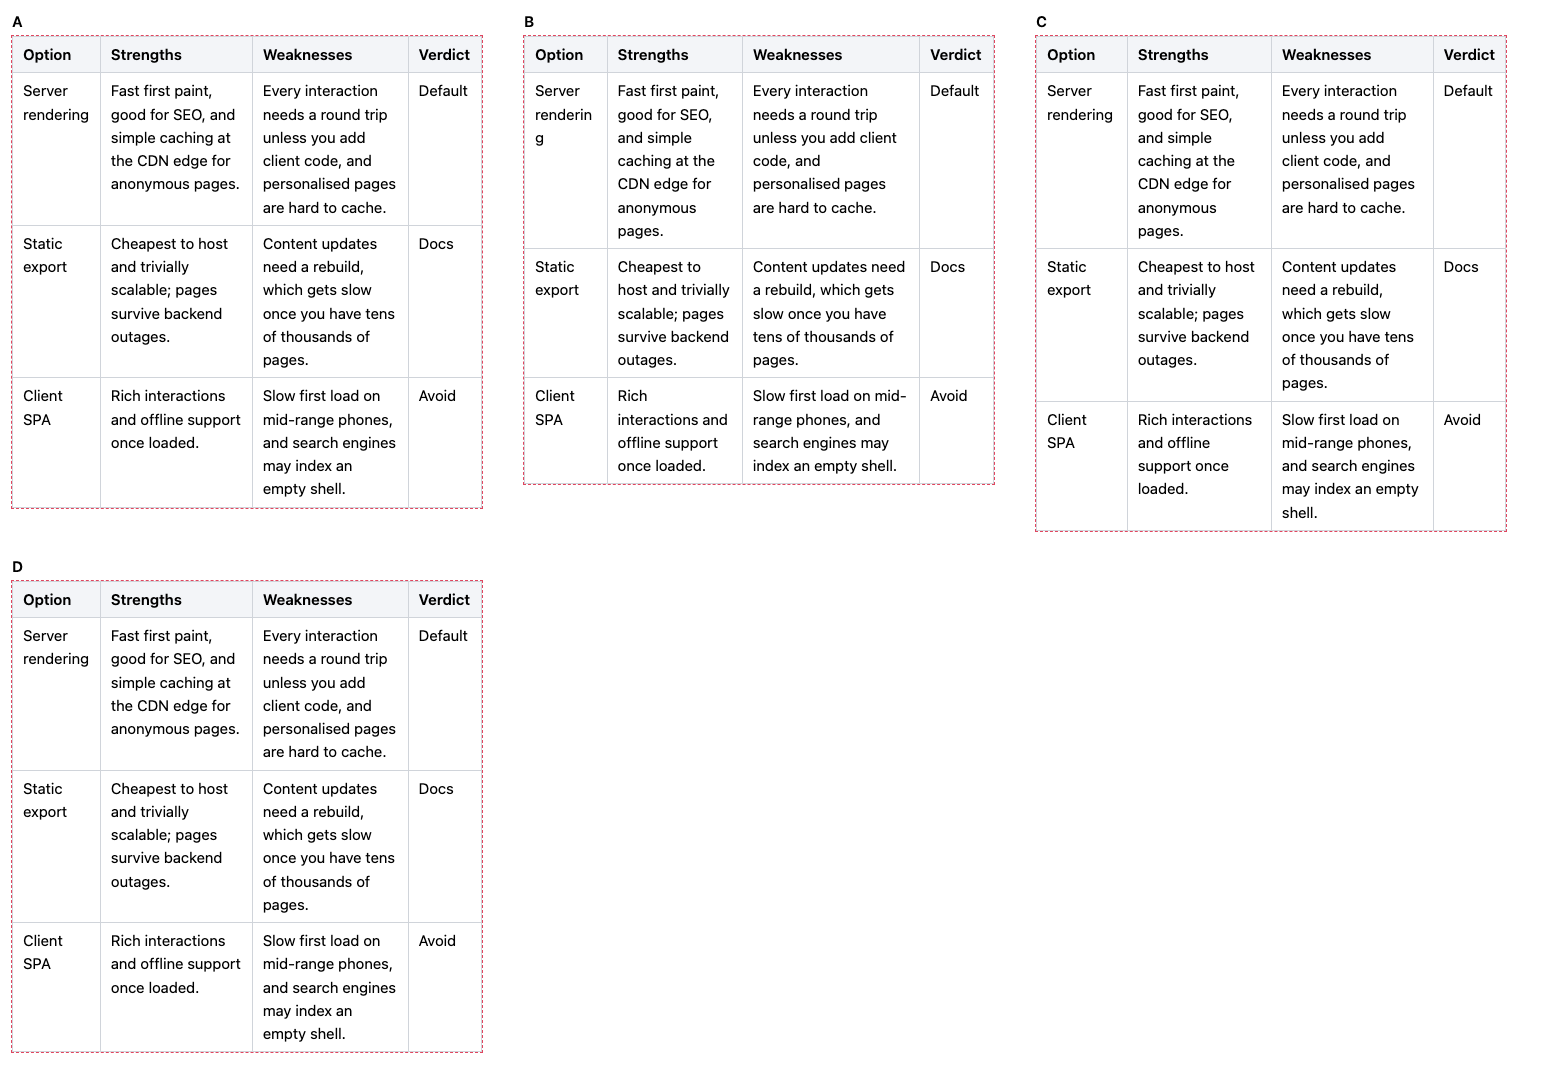 A
Option Strengths Weaknesses Verdict
Server rendering
Fast first paint, good for SEO, and simple caching at the CDN edge for anonymous pages.
Every interaction needs a round trip unless you add client code, and personalised pages are hard to cache.
Default
Static export
Cheapest to host and trivially scalable; pages survive backend outages.
Content updates need a rebuild, which gets slow once you have tens of thousands of pages.
Docs
Client SPA
Rich interactions and offline support once loaded.
Slow first load on mid-range phones, and search engines may index an empty shell.
Avoid
B
Option Strengths Weaknesses Verdict
Server renderin
g
Fast first paint, good for SEO, and simple caching at the CDN edge for anonymous pages.
Every interaction needs a round trip unless you add client code, and personalised pages are hard to cache.
Default
Static export
Cheapest to host and trivially scalable; pages survive backend outages.
Content updates need a rebuild, which gets slow once you have tens of thousands of pages.
Docs
Client SPA
Rich interactions and offline support once loaded.
Slow first load on mid-range phones, and search engines may index an empty shell.
Avoid
C
Option Strengths Weaknesses Verdict
Server rendering
Fast first paint, good for SEO, and simple caching at the CDN edge for anonymous pages.
Every interaction needs a round trip unless you add client code, and personalised pages are hard to cache.
Default
Static export
Cheapest to host and trivially scalable; pages survive backend outages.
Content updates need a rebuild, which gets slow once you have tens of thousands of pages.
Docs
Client SPA
Rich interactions and offline support once loaded.
Slow first load on mid-range phones, and search engines may index an empty shell.
Avoid
D
Option Strengths Weaknesses Verdict
Server rendering
Fast first paint, good for SEO, and simple caching at the CDN edge for anonymous pages.
Every interaction needs a round trip unless you add client code, and personalised pages are hard to cache.
Default
Static export
Cheapest to host and trivially scalable; pages survive backend outages.
Content updates need a rebuild, which gets slow once you have tens of thousands of pages.
Docs
Client SPA
Rich interactions and offline support once loaded.
Slow first load on mid-range phones, and search engines may index an empty shell.
Avoid